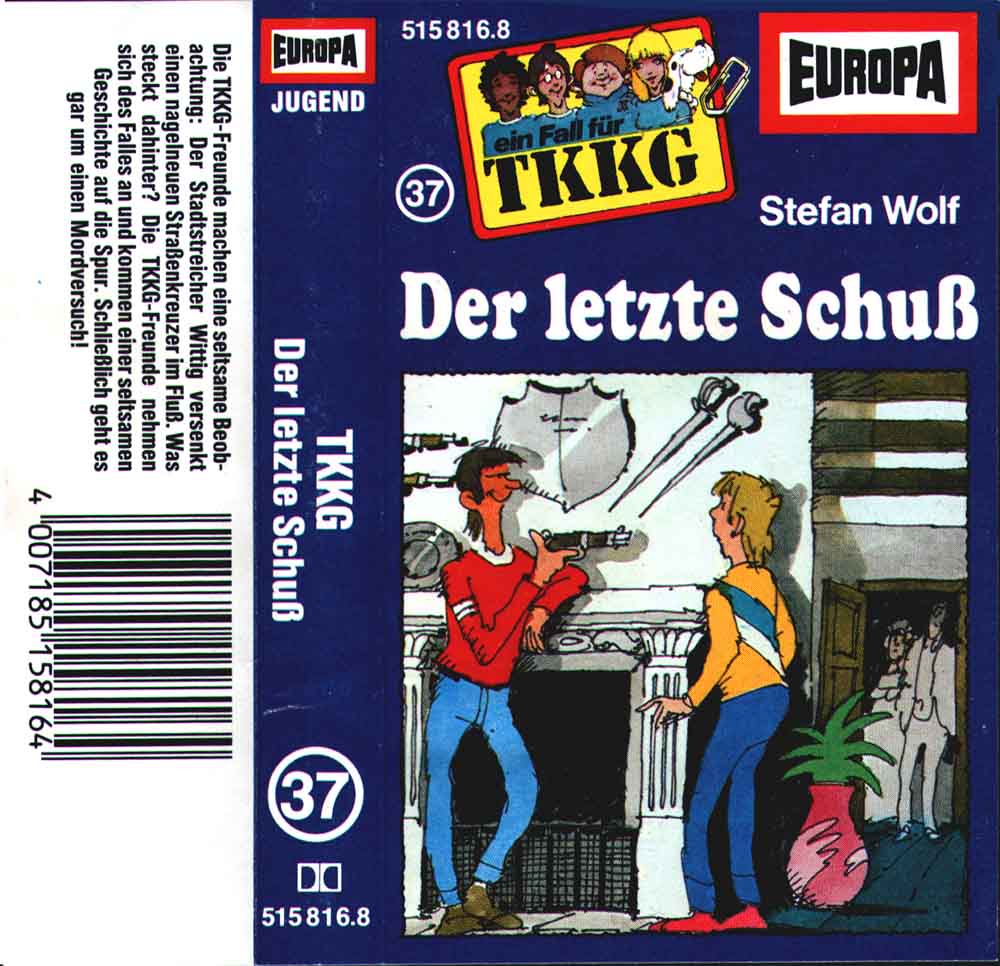 Die TKKG-Freunde machen eine seltsame Beob-
achtung: Der Stadtstreicher Wittig versenkt
einen nagelneuen Straßenkreuzer im Fluß. Was
steckt dahinter? Die TKKG-Freunde nehmen
sich des Falles an und kommen einer seltsamen
Geschichte auf die Spur. Schließlich geht es
gar um einen Mordversuch!
4 007185 158164
EUROPA
JUGEND
TKKG
Der letzte Schuß
37
515 816.8
515 816.8
ein Fall für
TKKG
37
EUROPA
Stefan Wolf
Der letzte Schuß